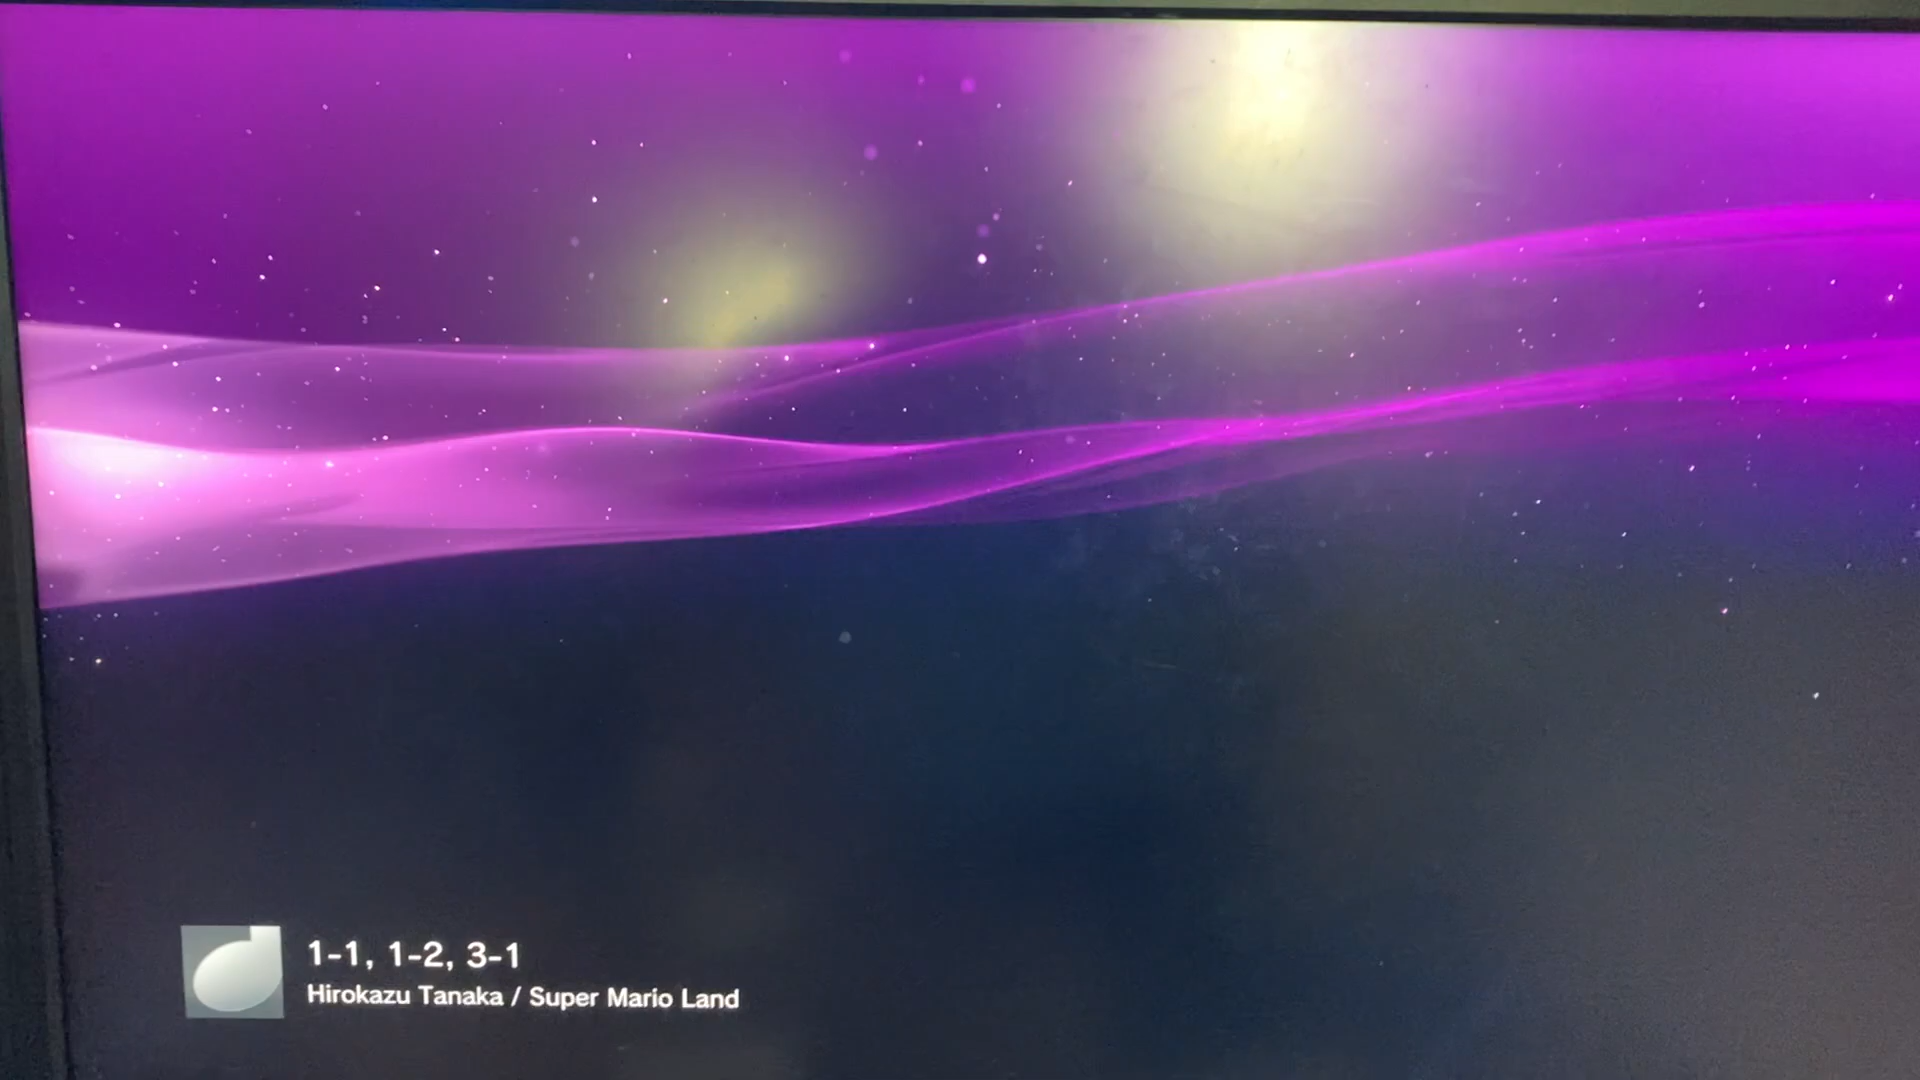 1-1, 1-2, 3-1
Hirokazu Tanaka / Super Mario Land